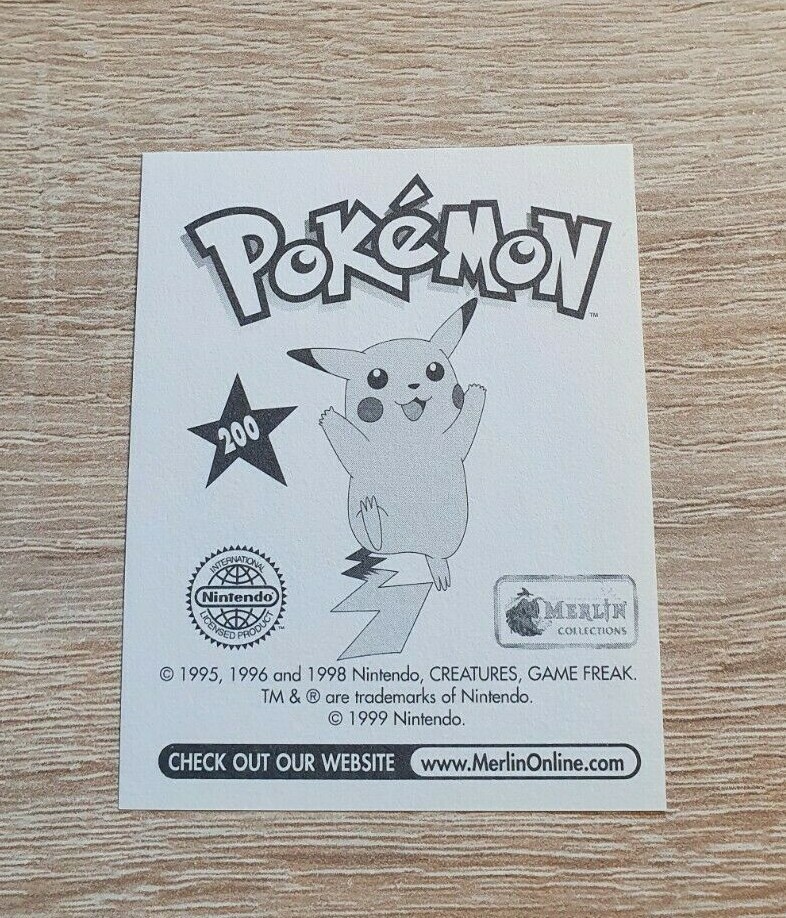 POKéMON
TM
200
INTERNATIONAL
Nintendo
LICENSED PRODUCT
TM
MERLIN
COLLECTIONS
© 1995, 1996 and 1998 Nintendo, CREATURES, GAME FREAK.
TM & ® are trademarks of Nintendo.
© 1999 Nintendo.
CHECK OUT OUR WEBSITE www.MerlinOnline.com